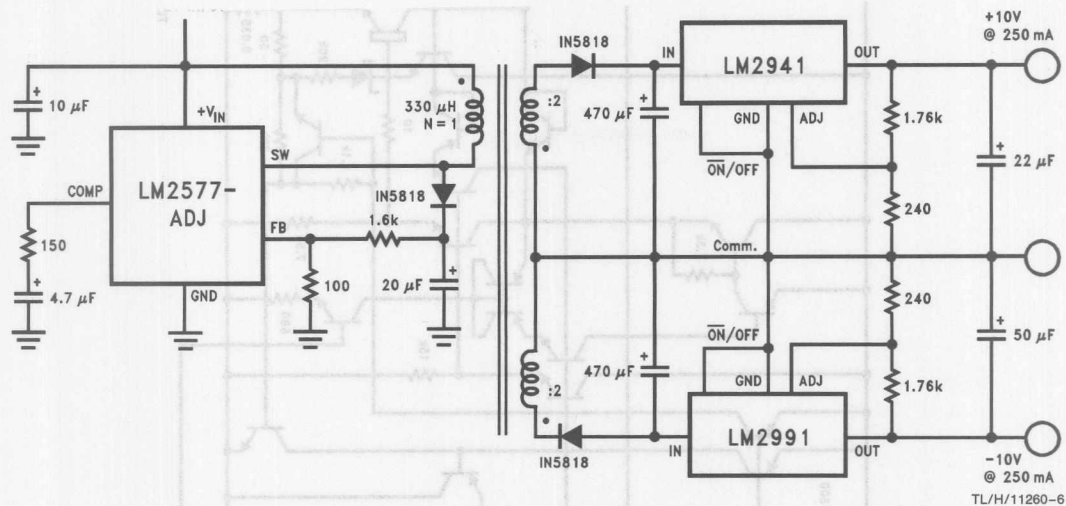 +10V
@ 250 mA
IN5818
IN
LM2941
OUT
10 μF
+
+VIN
330 μH
N = 1
:2
470 μF
+
GND
ADJ
1.76k
ON/OFF
+
22 μF
SW
COMP
LM2577-
ADJ
IN5818
FB
1.6k
240
Comm.
150
+
4.7 μF
GND
100
20 μF
+
240
ON/OFF
+
50 μF
:2
470 μF
+
GND
ADJ
1.76k
IN5818
IN
LM2991
OUT
-10V
@ 250 mA
TL/H/11260-6